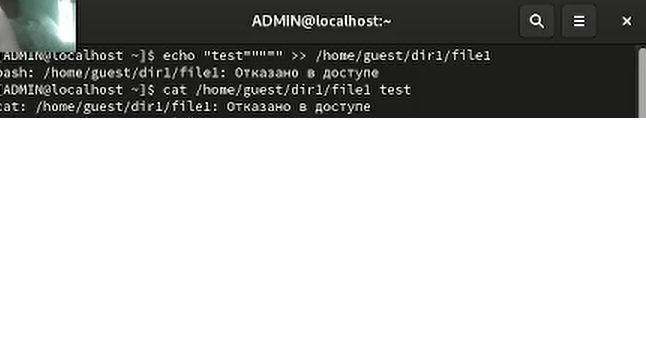 ADMIN@localhost:~
[ADMIN@localhost ~]$ echo "test""""" >> /home/guest/dir1/file1
bash: /home/guest/dir1/file1: Отказано в доступе
[ADMIN@localhost ~]$ cat /home/guest/dir1/file1 test
cat: /home/guest/dir1/file1: Отказано в доступе